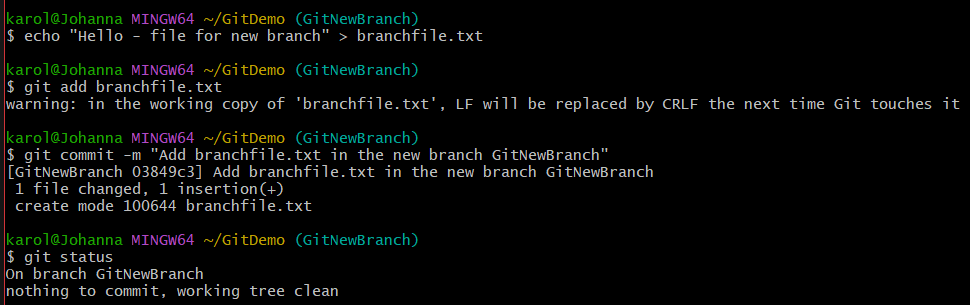 karol@Johanna MINGW64 ~/GitDemo (GitNewBranch)
$ echo "Hello - file for new branch" > branchfile.txt
karol@Johanna MINGW64 ~/GitDemo (GitNewBranch)
$ git add branchfile.txt
warning: in the working copy of 'branchfile.txt', LF will be replaced by CRLF the next time Git touches it
karol@Johanna MINGW64 ~/GitDemo (GitNewBranch)
$ git commit -m "Add branchfile.txt in the new branch GitNewBranch"
[GitNewBranch 03849c3] Add branchfile.txt in the new branch GitNewBranch
 1 file changed, 1 insertion(+)
 create mode 100644 branchfile.txt
karol@Johanna MINGW64 ~/GitDemo (GitNewBranch)
$ git status
On branch GitNewBranch
nothing to commit, working tree clean